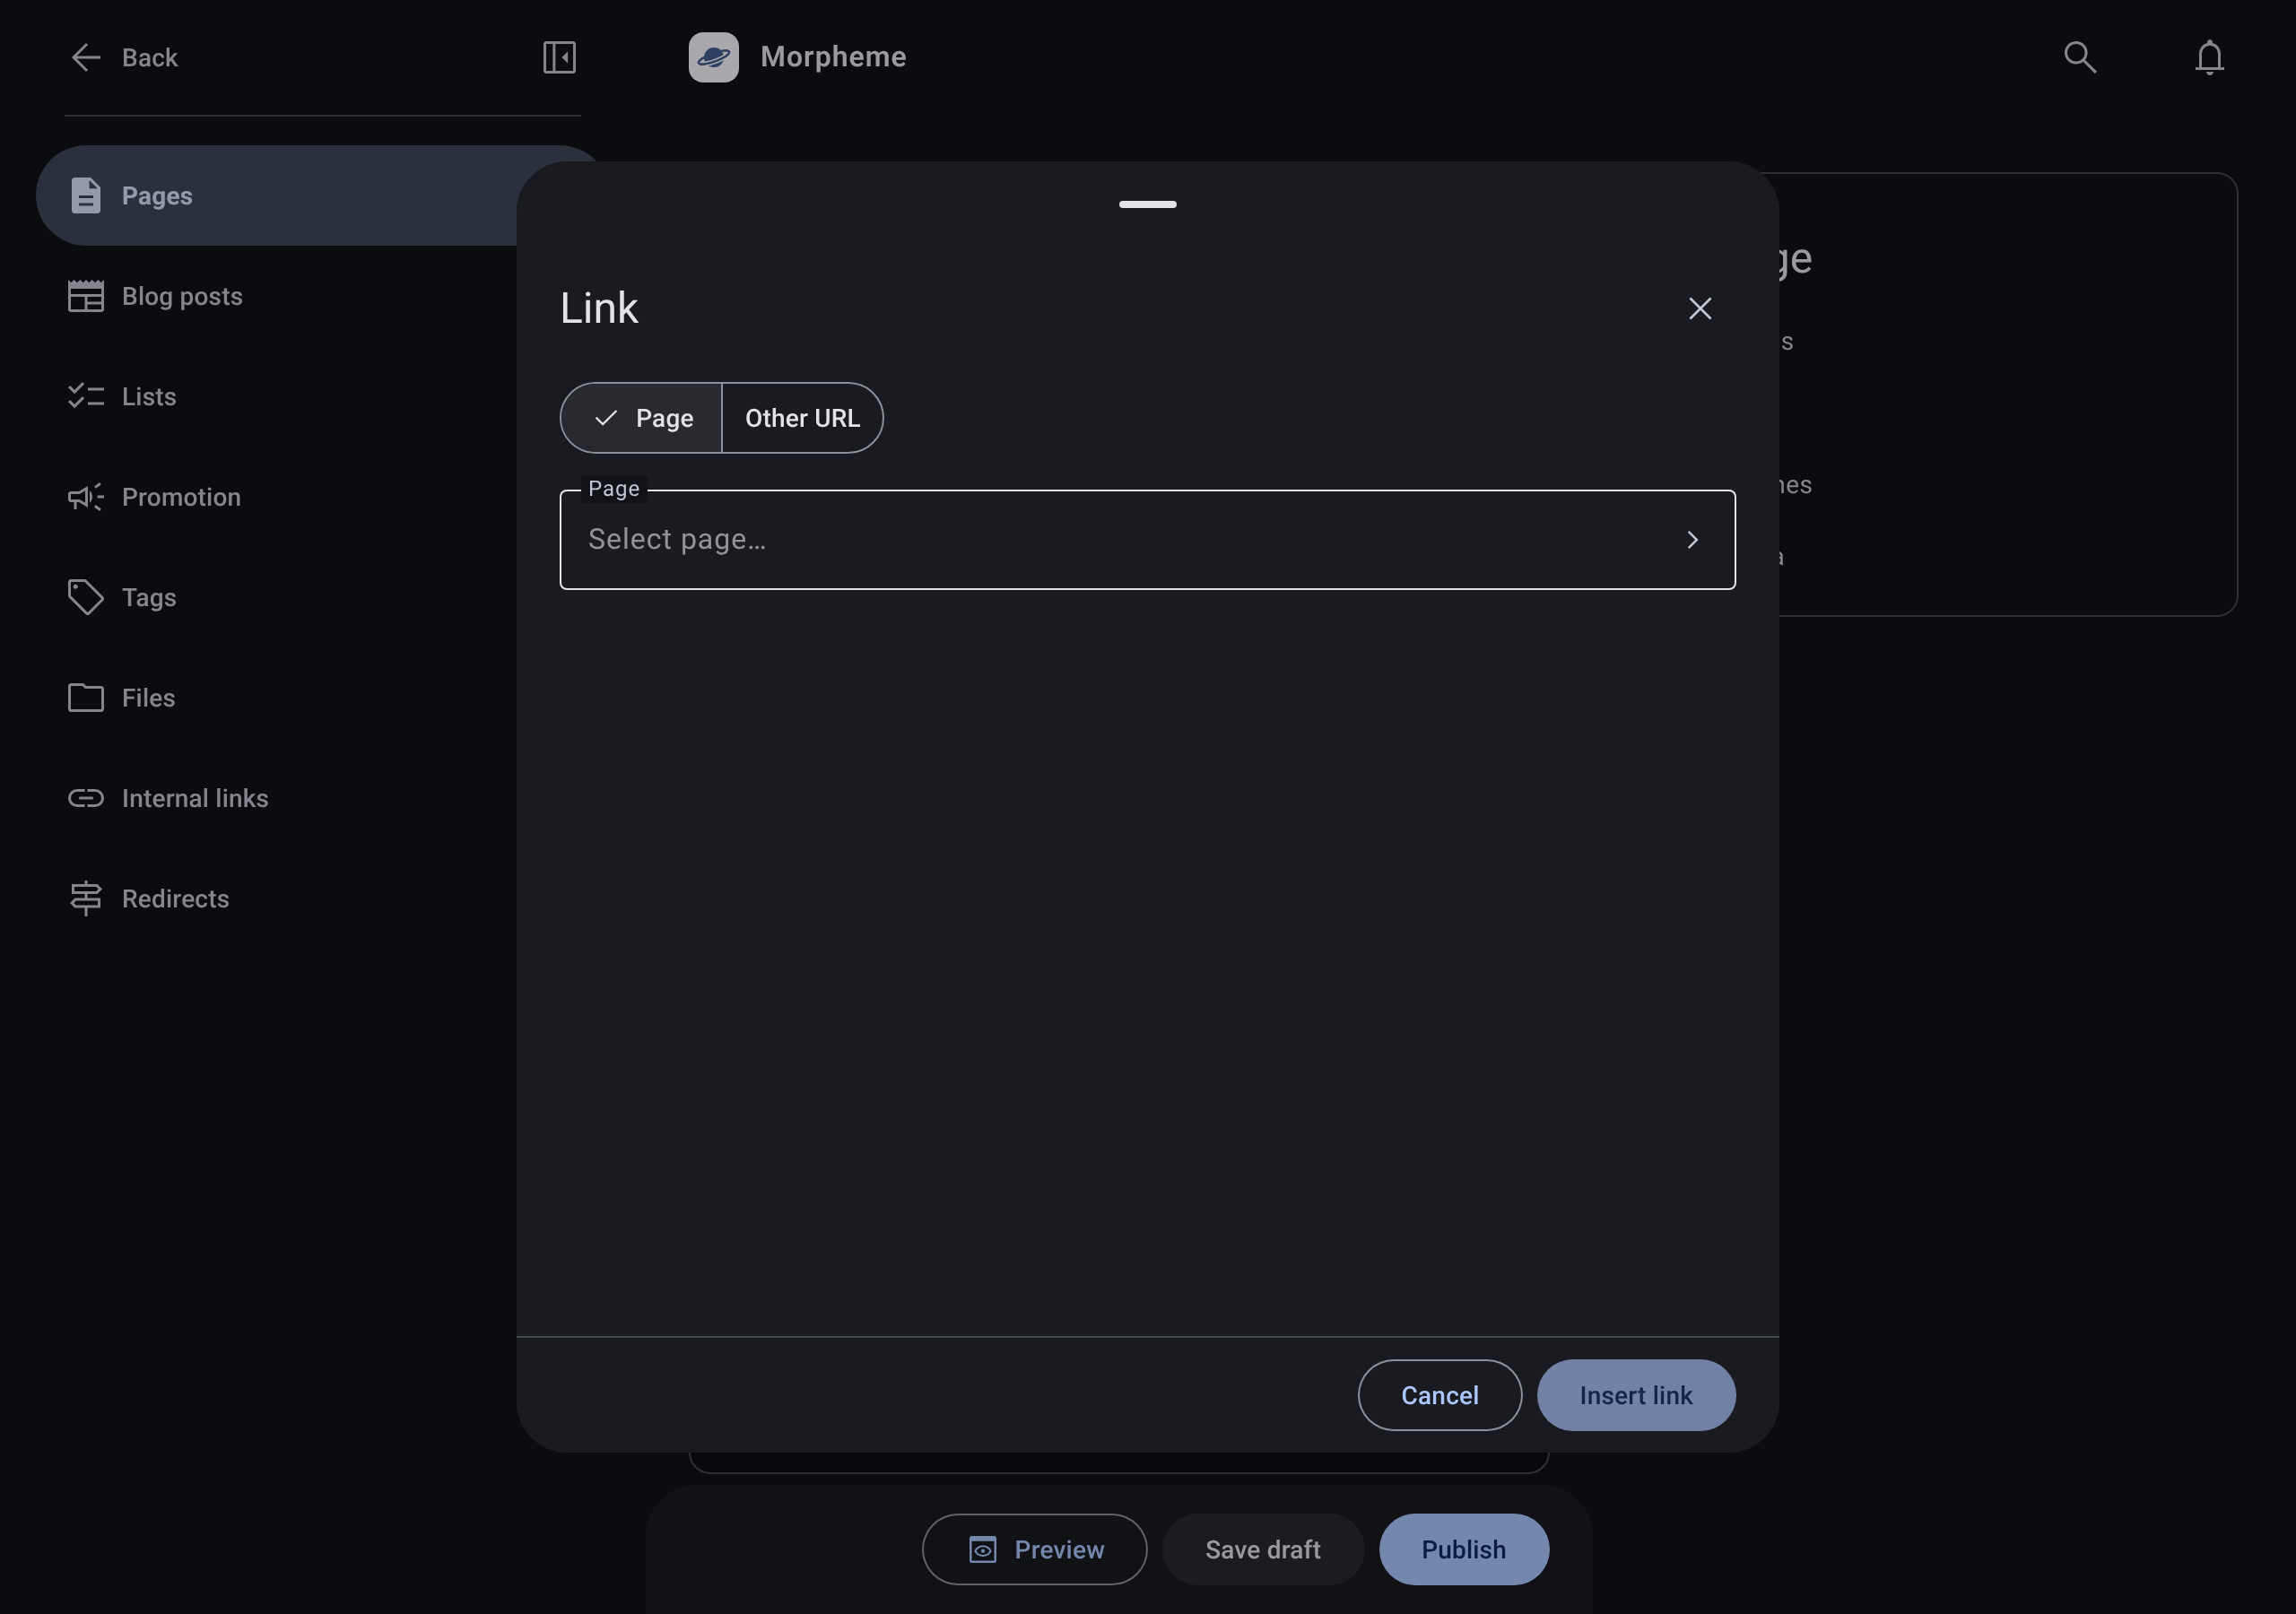 Back
Morpheme
Pages
Blog posts
Lists
Promotion
Tags
Files
Internal links
Redirects
Link
Page
Other URL
Page
Select page…
Cancel
Insert link
Preview
Save draft
Publish